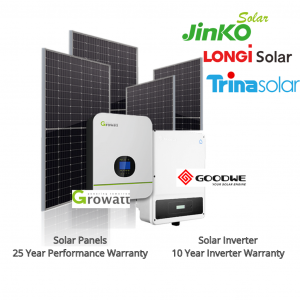 Solar
JinKO
LONGi Solar
Trinasolar
Growatt
GOODWE
YOUR SOLAR ENGINE
Growatt
Solar Panels
25 Year Performance Warranty
Solar Inverter
10 Year Inverter Warranty